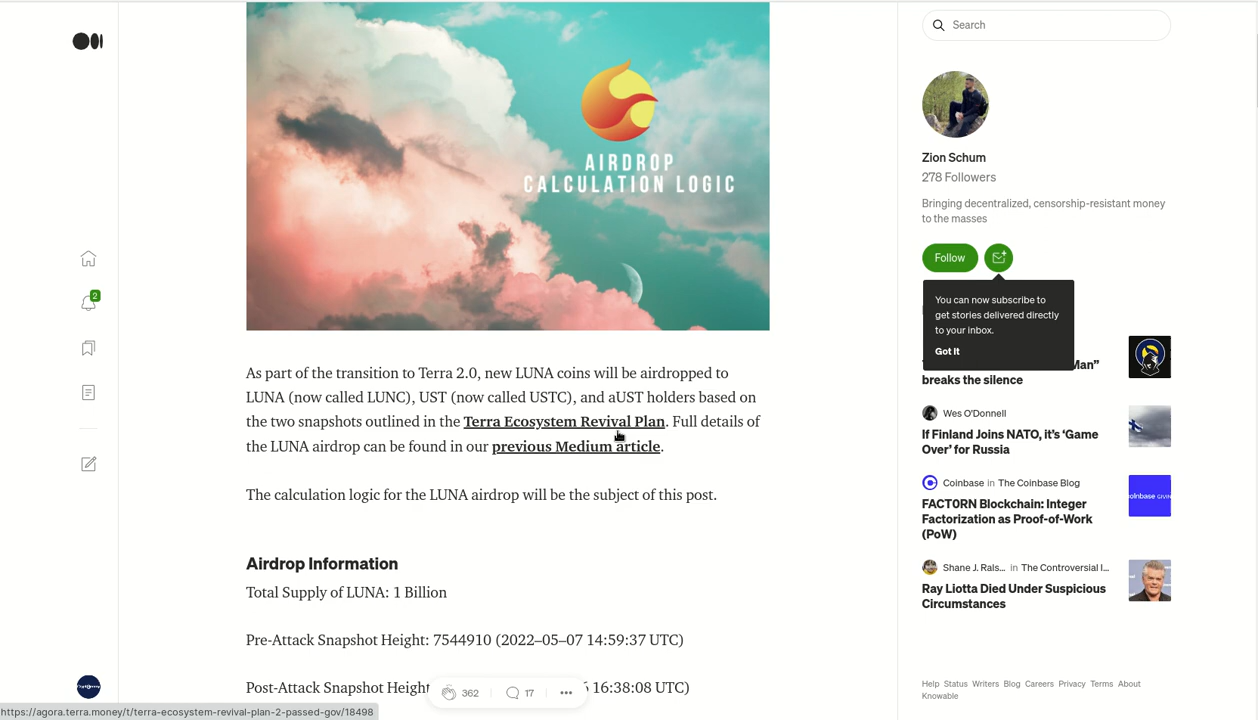 AIRDROP
CALCULATION LOGIC
As part of the transition to Terra 2.0, new LUNA coins will be airdropped to
LUNA (now called LUNC), UST (now called USTC), and aUST holders based on
the two snapshots outlined in the Terra Ecosystem Revival Plan. Full details of
the LUNA airdrop can be found in our previous Medium article.
The calculation logic for the LUNA airdrop will be the subject of this post.
Airdrop Information
Total Supply of LUNA: 1 Billion
Pre-Attack Snapshot Height: 7544910 (2022–05–07 14:59:37 UTC)
Post-Attack Snapshot Height
16:38:08 UTC)
362
17
2
https://agora.terra.money/t/terra-ecosystem-revival-plan-2-passed-gov/18498
Search
Zion Schum
278 Followers
Bringing decentralized, censorship-resistant money
to the masses
Follow
You can now subscribe to
get stories delivered directly
to your inbox.
Got It
Man”
breaks the silence
Wes O'Donnell
If Finland Joins NATO, it’s ‘Game
Over’ for Russia
Coinbase in The Coinbase Blog
FACT0RN Blockchain: Integer
Factorization as Proof-of-Work
(PoW)
Shane J. Rals... in The Controversial I...
Ray Liotta Died Under Suspicious
Circumstances
Help Status Writers Blog Careers Privacy Terms About
Knowable